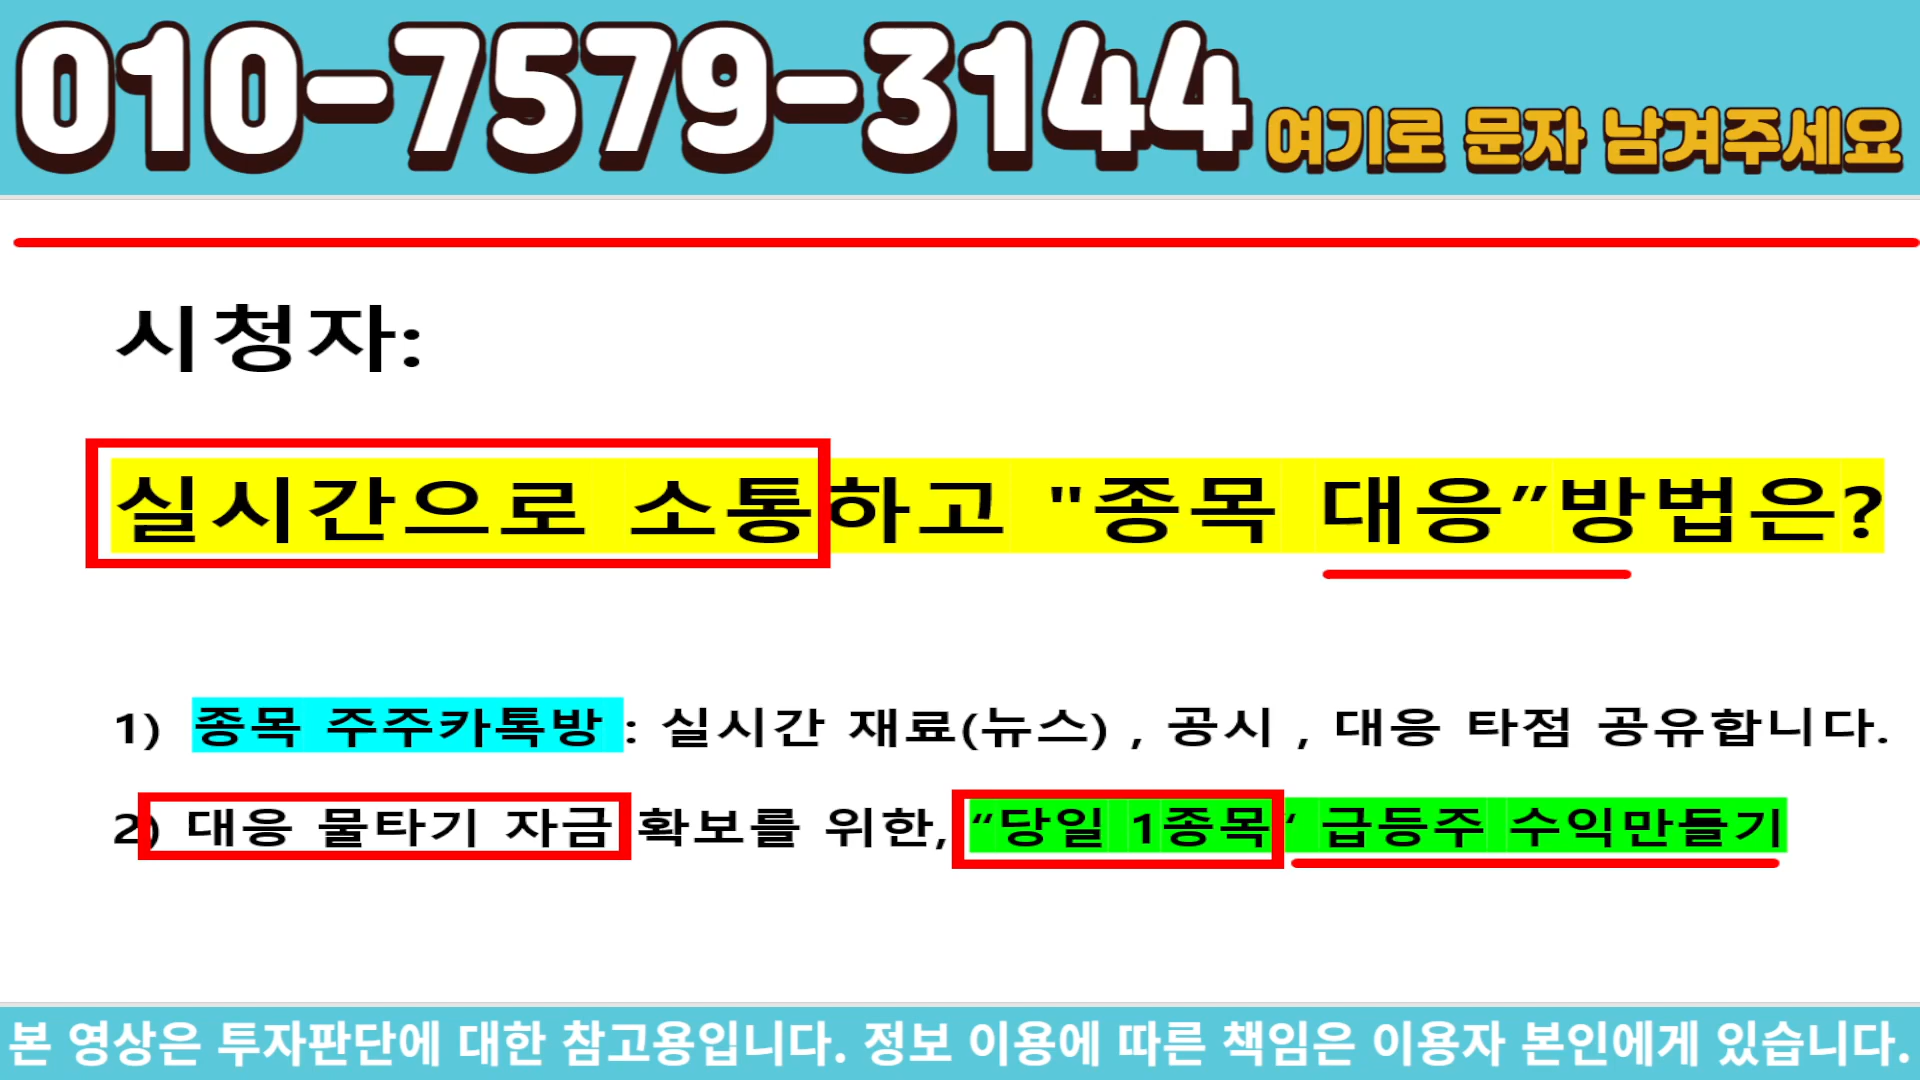 010-7579-3144 여기로 문자 남겨주세요
시청자:
실시간으로 소통하고 "종목 대응”방법은?
1) 종목 주주카톡방 : 실시간 재료(뉴스) , 공시 , 대응 타점 공유합니다.
2) 대응 물타기 자금 확보를 위한, “당일 1종목“ 급등주 수익만들기
본 영상은 투자판단에 대한 참고용입니다. 정보 이용에 따른 책임은 이용자 본인에게 있습니다.